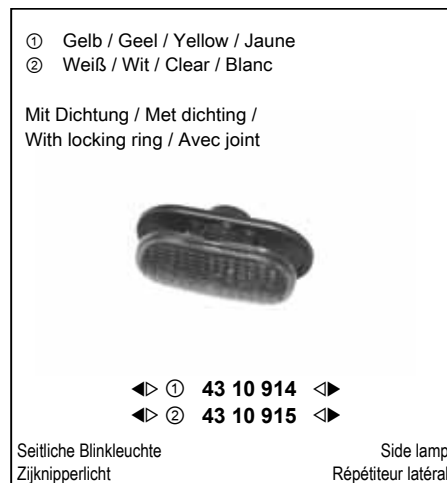 ① Gelb / Geel / Yellow / Jaune
② Weiß / Wit / Clear / Blanc
Mit Dichtung / Met dichting /
With locking ring / Avec joint
◀▷ ① 43 10 914 ◁▶
◀▷ ② 43 10 915 ◁▶
Seitliche Blinkleuchte Side lamp
Zijknipperlicht Répétiteur latéral